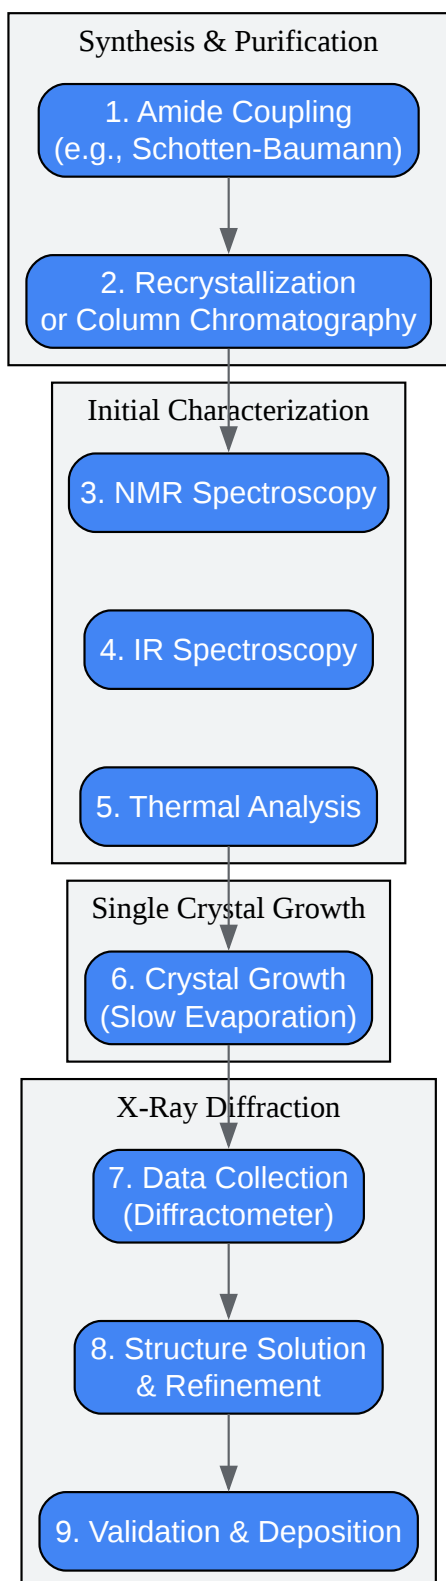 Synthesis & Purification
1. Amide Coupling
(e.g., Schotten-Baumann)
2. Recrystallization
or Column Chromatography
Initial Characterization
3. NMR Spectroscopy
4. IR Spectroscopy
5. Thermal Analysis
Single Crystal Growth
6. Crystal Growth
(Slow Evaporation)
X-Ray Diffraction
7. Data Collection
(Diffractometer)
8. Structure Solution
& Refinement
9. Validation & Deposition